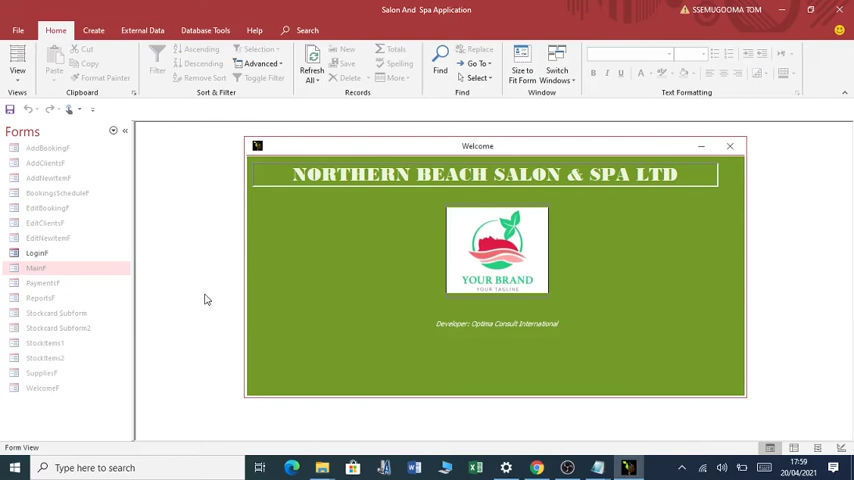 Salon And Spa Application
SSEMUGOOMA TOM
File Home Create External Data Database Tools Help Search
View
Views
Paste
Cut
Copy
Format Painter
Clipboard
Filter
Ascending
Descending
Remove Sort
Selection
Advanced
Toggle Filter
Sort & Filter
Refresh
All
New
Save
Delete
Totals
Spelling
More
Records
Find
Replace
Go To
Select
Find
Size to
Fit Form
Switch
Windows
Window
B I U A
Text Formatting
Forms
AddBookingF
AddClientsF
AddNewItemF
BookingsScheduleF
EditBookingF
EditClientsF
EditNewItemF
LoginF
MainF
PaymentsF
ReportsF
Stockcard Subform
Stockcard Subform2
StockItems1
StockItems2
SuppliesF
WelcomeF
Welcome
NORTHERN BEACH SALON & SPA LTD
YOUR BRAND
YOUR TAGLINE
Developer: Optima Consult International
Form View
Type here to search
17:59
20/04/2021